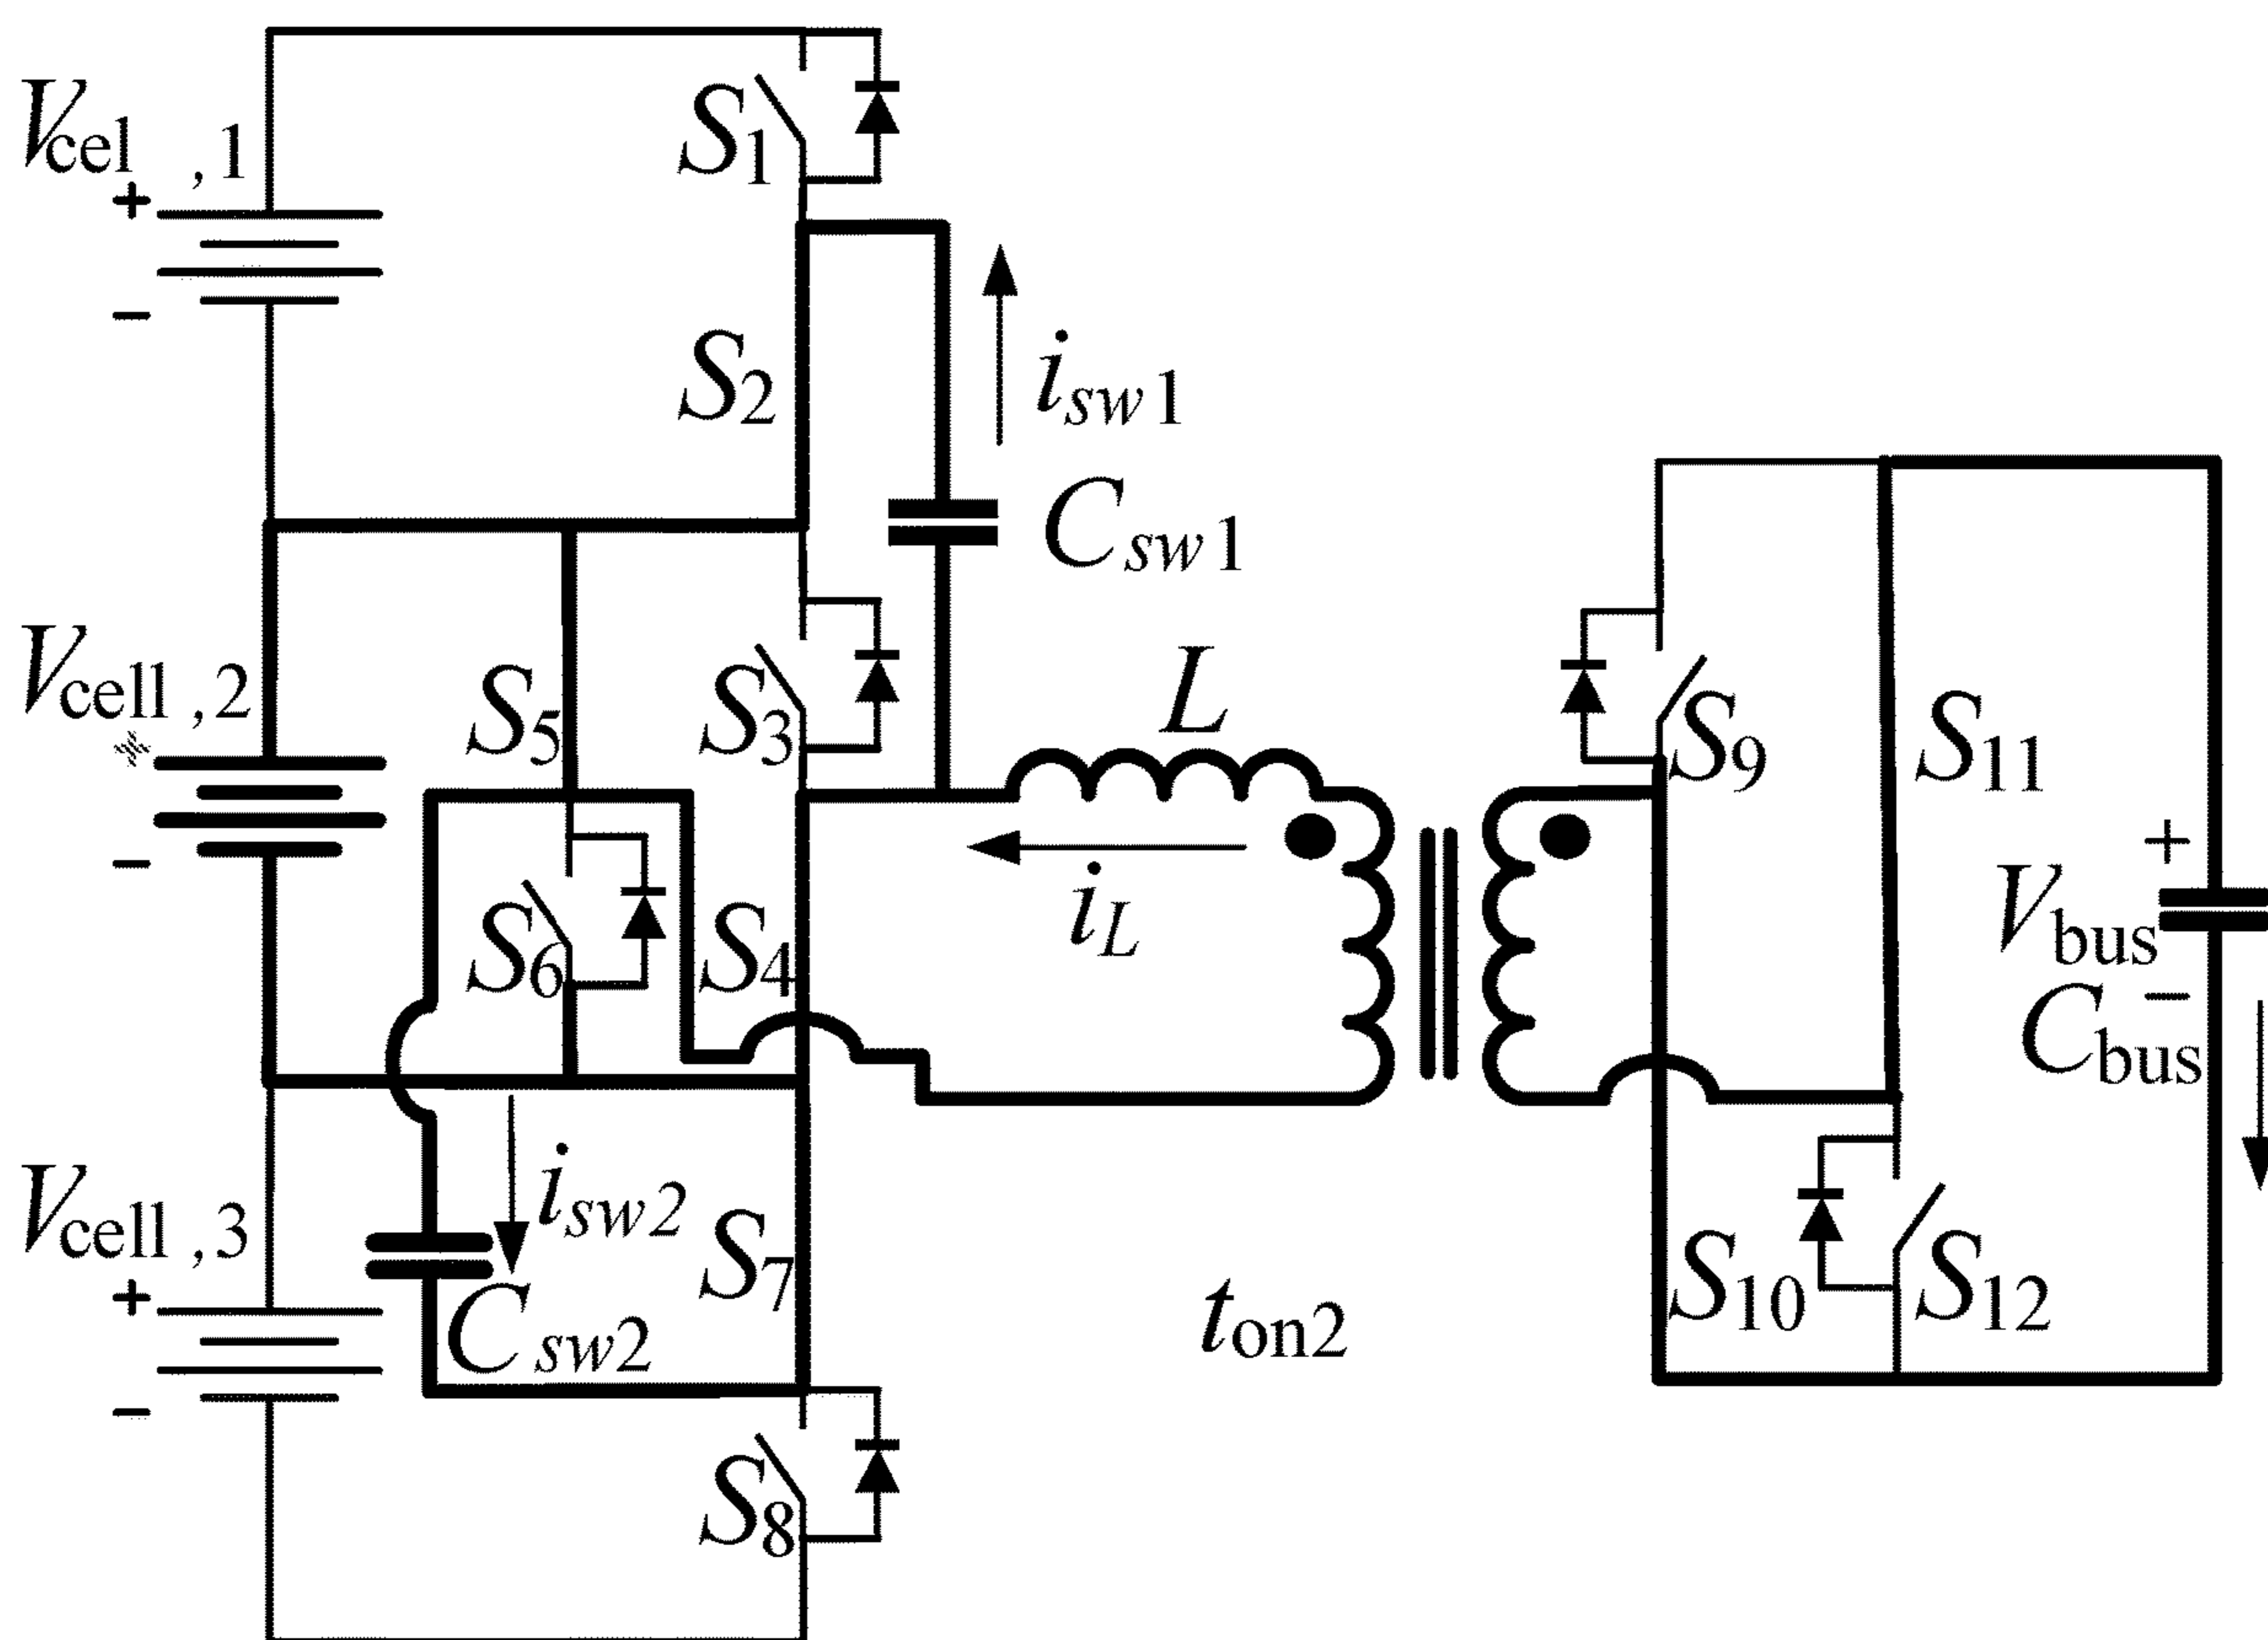 Vcel ,1
+
−
S1
S2
isw1
Csw1
Vcell ,2
−
S5
S3
L
S9
S11
S6
S4
iL
+
Vbus
−
Cbus
Vcell ,3
+
−
isw2
Csw2
S7
ton2
S10
S12
S8